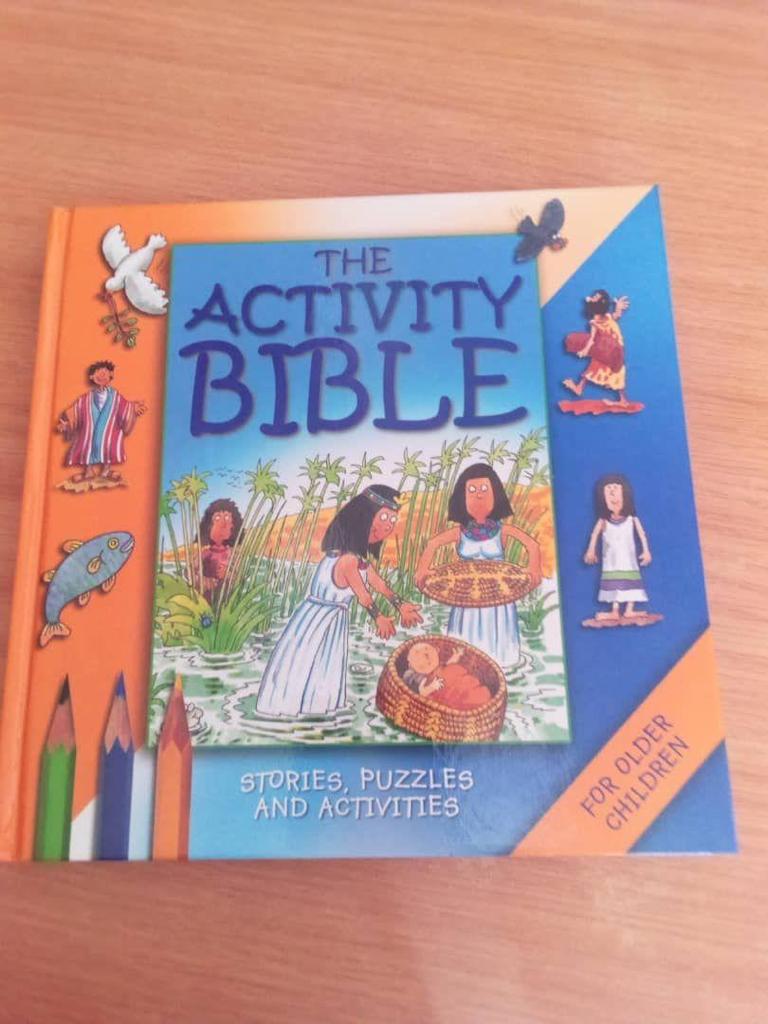 THE
ACTIVITY
BIBLE
STORIES, PUZZLES
AND ACTIVITIES
FOR OLDER
CHILDREN